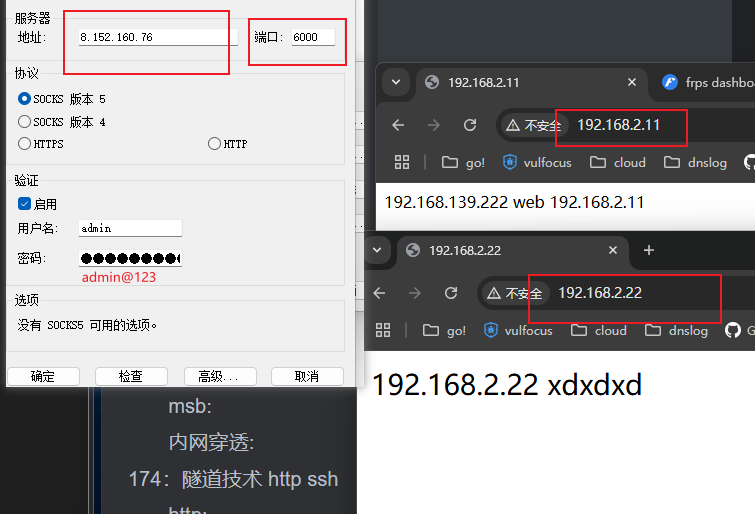 服务器
地址: 8.152.160.76 端口: 6000
协议
SOCKS 版本 5
SOCKS 版本 4
HTTPS HTTP
验证
启用
用户名: admin
密码: ●●●●●●●●●
admin@123
选项
没有 SOCKS5 可用的选项。
确定 检查 高级... 取消
msb:
内网穿透:
174：隧道技术 http ssh
http:
192.168.2.11 frps dashbo
不安全 192.168.2.11
go! vulfocus cloud dnslog
192.168.139.222 web 192.168.2.11
192.168.2.22
不安全 192.168.2.22
go! vulfocus cloud dnslog G
192.168.2.22 xdxdxd